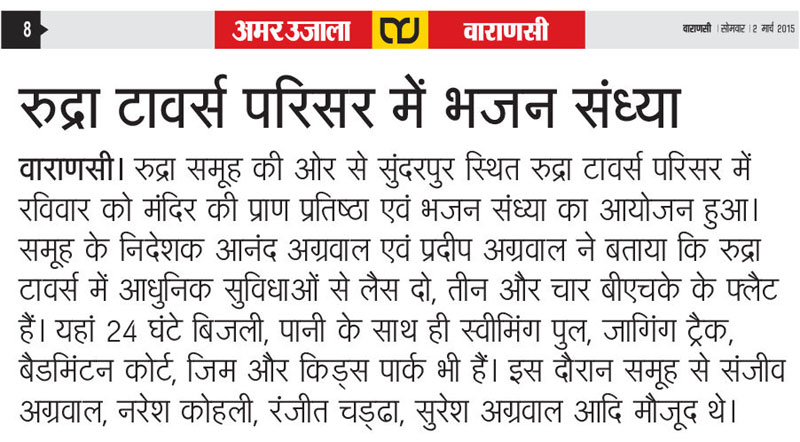 8 अमर उजाला वाराणसी वाराणसी । सोमवार । 2 मार्च 2015
रुद्रा टावर्स परिसर में भजन संध्या
वाराणसी। रुद्रा समूह की ओर से सुंदरपुर स्थित रुद्रा टावर्स परिसर में
रविवार को मंदिर की प्राण प्रतिष्ठा एवं भजन संध्या का आयोजन हुआ।
समूह के निदेशक आनंद अग्रवाल एवं प्रदीप अग्रवाल ने बताया कि रुद्रा
टावर्स में आधुनिक सुविधाओं से लैस दो, तीन और चार बीएचके के फ्लैट
हैं। यहां 24 घंटे बिजली, पानी के साथ ही स्वीमिंग पुल, जागिंग ट्रैक,
बैडमिंटन कोर्ट, जिम और किड्स पार्क भी हैं। इस दौरान समूह से संजीव
अग्रवाल, नरेश कोहली, रंजीत चड्ढा, सुरेश अग्रवाल आदि मौजूद थे।